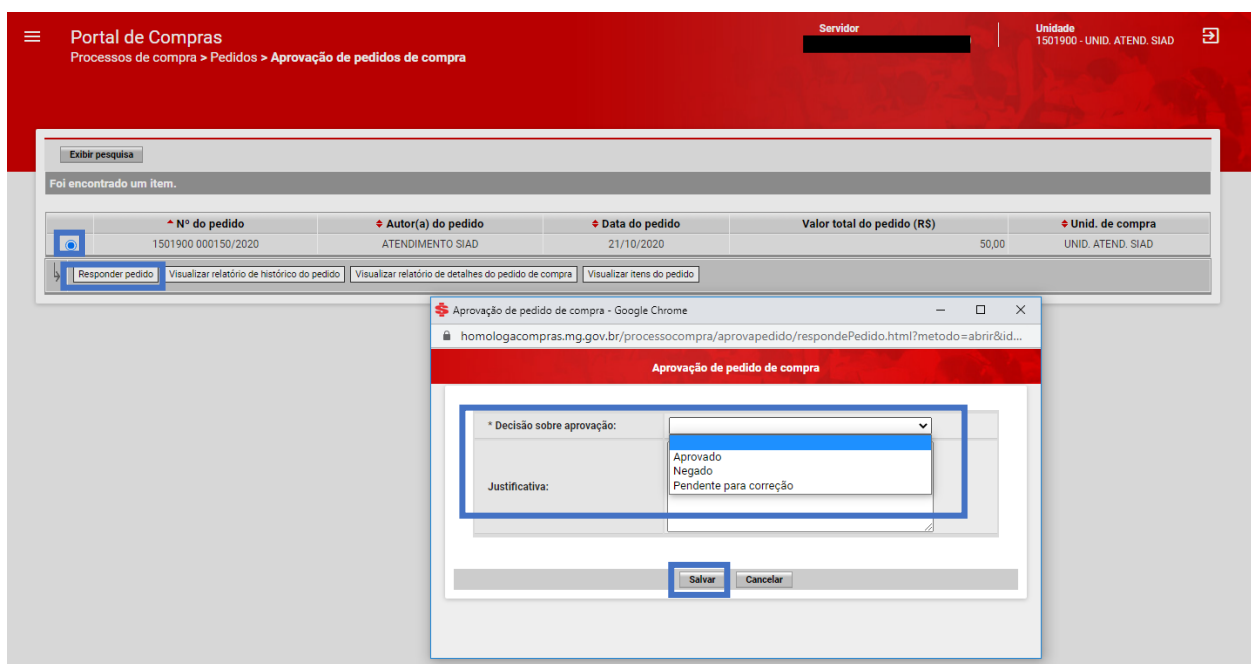 Portal de Compras
Processos de compra > Pedidos > Aprovação de pedidos de compra
Servidor
Unidade
1501900 - UNID. ATEND. SIAD
Exibir pesquisa
Foi encontrado um item.
Nº do pedido Autor(a) do pedido Data do pedido Valor total do pedido (R$) Unid. de compra
1501900 000150/2020 ATENDIMENTO SIAD 21/10/2020 50,00 UNID. ATEND. SIAD
Responder pedido Visualizar relatório de histórico do pedido Visualizar relatório de detalhes do pedido de compra Visualizar itens do pedido
Aprovação de pedido de compra - Google Chrome
homologacompras.mg.gov.br/processocompra/aprovapedido/respondePedido.html?metodo=abrir&id...
Aprovação de pedido de compra
* Decisão sobre aprovação:
Aprovado
Negado
Pendente para correção
Justificativa:
Salvar Cancelar